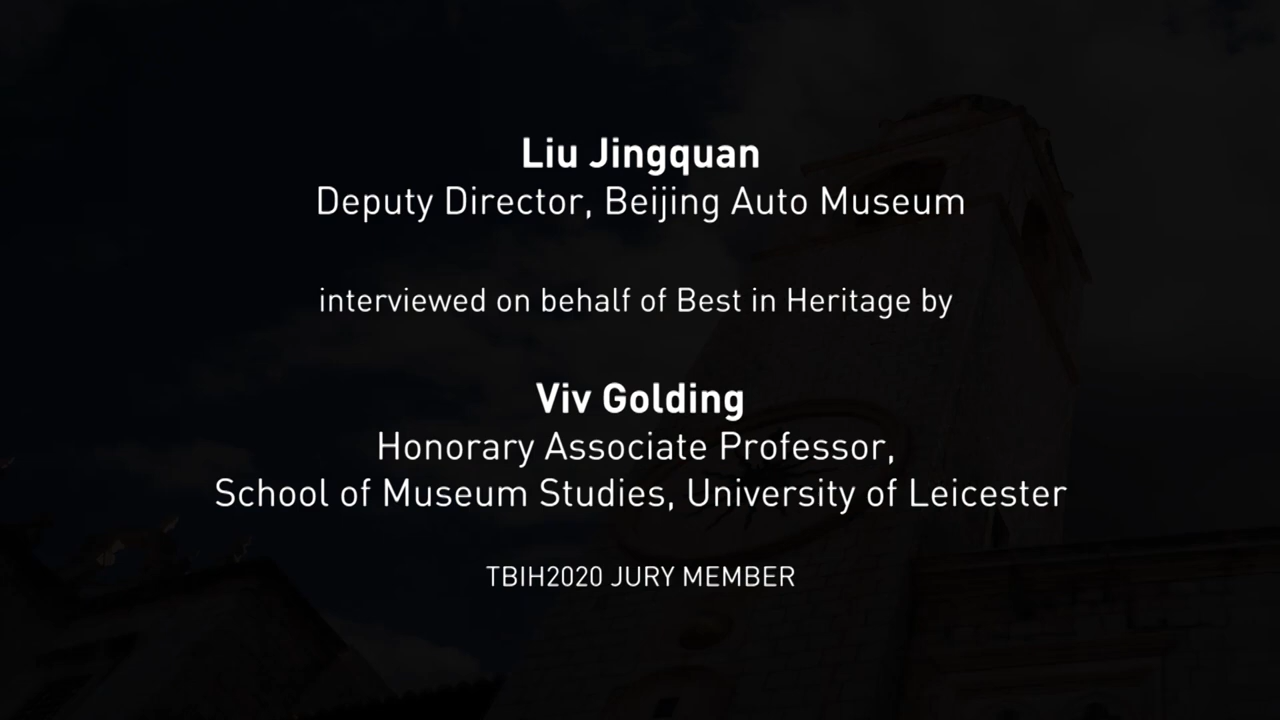 Liu Jingquan
Deputy Director, Beijing Auto Museum
interviewed on behalf of Best in Heritage by
Viv Golding
Honorary Associate Professor,
School of Museum Studies, University of Leicester
TBIH2020 JURY MEMBER